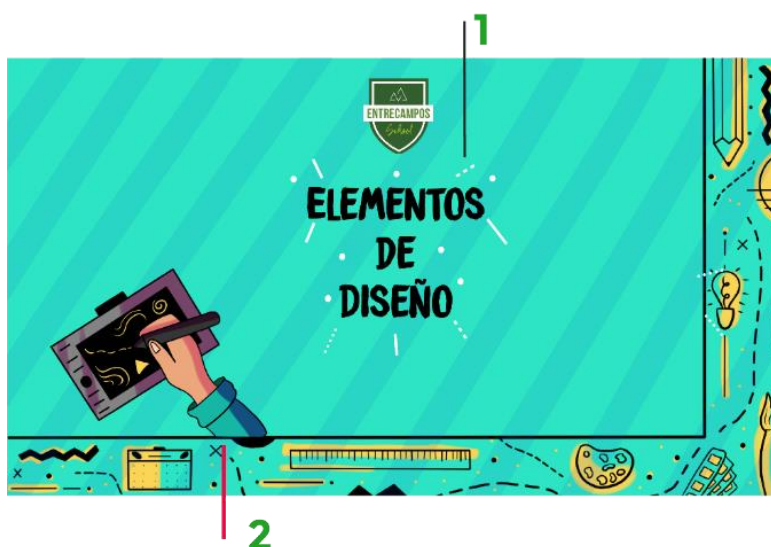 1
ENTRECAMPOS
School
ELEMENTOS
DE
DISEÑO
2